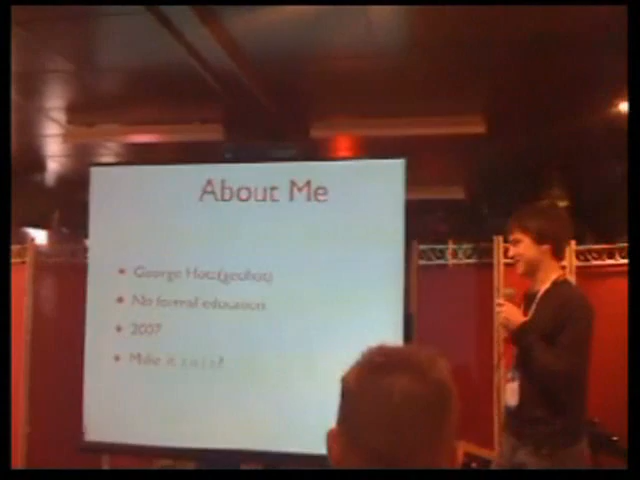 About Me
George Hotz(geohot)
No formal education
2007
Make it